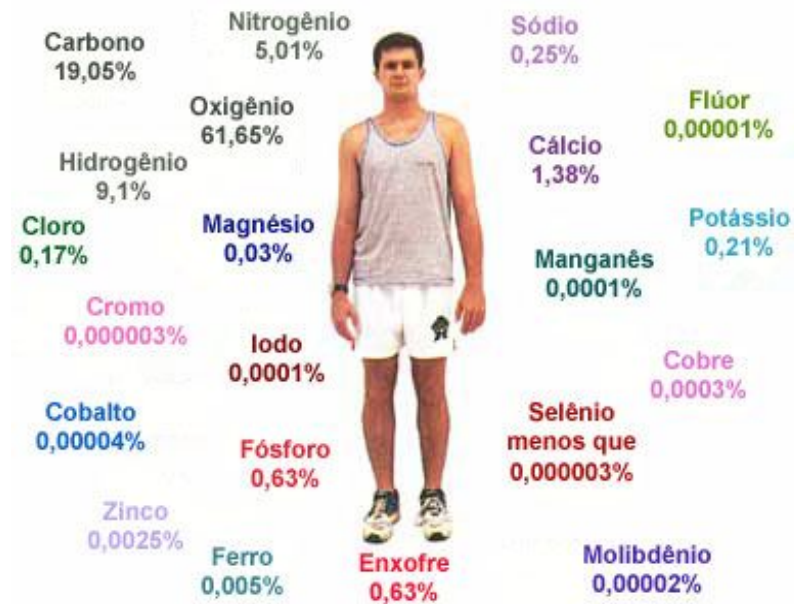 Nitrogênio
5,01%
Sódio
0,25%
Carbono
19,05%
Flúor
0,00001%
Oxigênio
61,65%
Cálcio
1,38%
Hidrogênio
9,1%
Potássio
0,21%
Cloro
0,17%
Magnésio
0,03%
Manganês
0,0001%
Cromo
0,000003%
Iodo
0,0001%
Cobre
0,0003%
Cobalto
0,00004%
Selênio
menos que
0,000003%
Fósforo
0,63%
Zinco
0,0025%
Ferro
0,005%
Enxofre
0,63%
Molibdênio
0,00002%